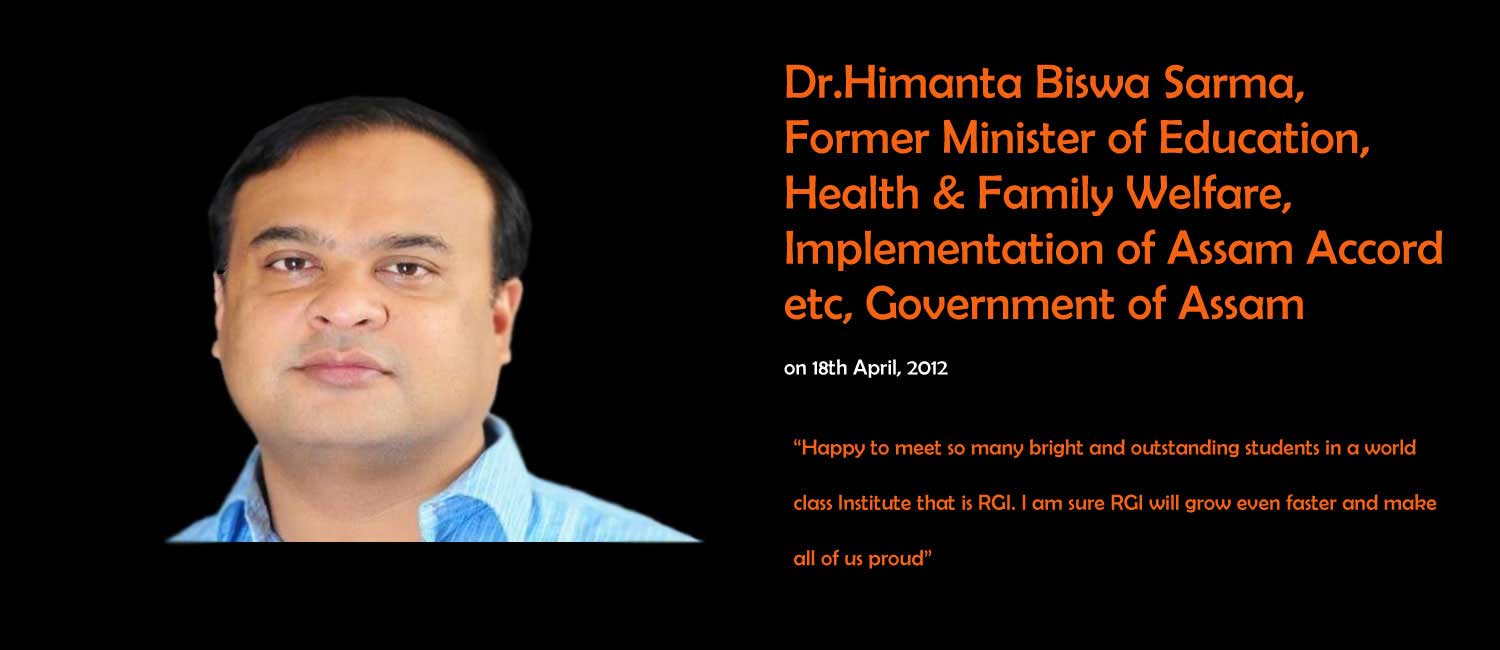 Dr.Himanta Biswa Sarma,
Former Minister of Education,
Health & Family Welfare,
Implementation of Assam Accord
etc, Government of Assam
on 18th April, 2012
“Happy to meet so many bright and outstanding students in a world
class Institute that is RGI. I am sure RGI will grow even faster and make
all of us proud”